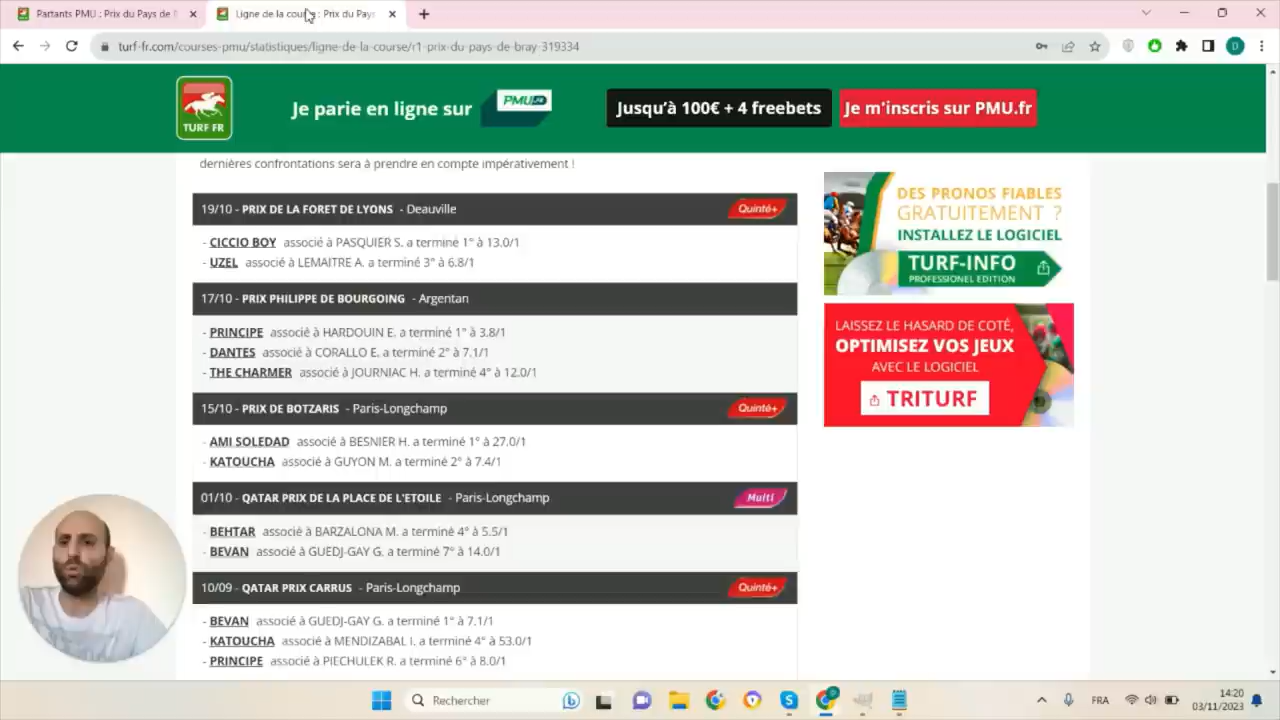 Partants PMU : Prix du Pays de
Ligne de la cou : Prix du Pays
turf-fr.com/courses-pmu/statistiques/ligne-de-la-course/r1-prix-du-pays-de-bray-319334
D
TURF FR
Je parie en ligne sur
PMU.fr
Jusqu'à 100€ + 4 freebets
Je m'inscris sur PMU.fr
dernières confrontations sera à prendre en compte impérativement !
19/10 - PRIX DE LA FORET DE LYONS - Deauville
Quinté+
- CICCIO BOY associé à PASQUIER S. a terminé 1° à 13.0/1
- UZEL associé à LEMAITRE A. a terminé 3° à 6.8/1
17/10 - PRIX PHILIPPE DE BOURGOING - Argentan
- PRINCIPE associé à HARDOUIN E. a terminé 1° à 3.8/1
- DANTES associé à CORALLO E. a terminé 2° à 7.1/1
- THE CHARMER associé à JOURNIAC H. a terminé 4° à 12.0/1
15/10 - PRIX DE BOTZARIS - Paris-Longchamp
Quinté+
- AMI SOLEDAD associé à BESNIER H. a terminé 1° à 27.0/1
- KATOUCHA associé à GUYON M. a terminé 2° à 7.4/1
01/10 - QATAR PRIX DE LA PLACE DE L'ETOILE - Paris-Longchamp
Multi
- BEHTAR associé à BARZALONA M. a terminé 4° à 5.5/1
- BEVAN associé à GUEDJ-GAY G. a terminé 7° à 14.0/1
10/09 - QATAR PRIX CARRUS - Paris-Longchamp
Quinté+
- BEVAN associé à GUEDJ-GAY G. a terminé 1° à 7.1/1
- KATOUCHA associé à MENDIZABAL I. a terminé 4° à 53.0/1
- PRINCIPE associé à PIECHULEK R. a terminé 6° à 8.0/1
DES PRONOS FIABLES
GRATUITEMENT ?
INSTALLEZ LE LOGICIEL
TURF-INFO
PROFESSIONEL EDITION
LAISSEZ LE HASARD DE COTÉ,
OPTIMISEZ VOS JEUX
AVEC LE LOGICIEL
TRITURF
Rechercher
FRA
14:20
03/11/2023